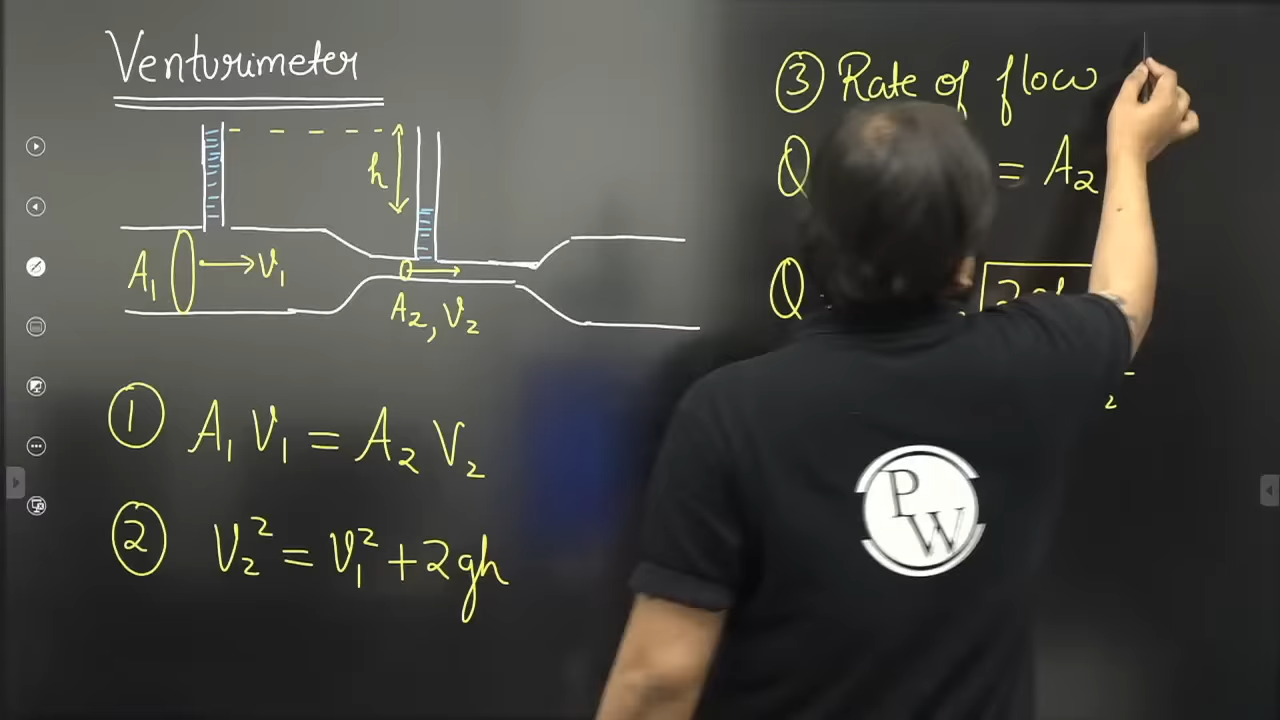 Venturimeter
h
A₁ V₁
A₂, V₂
① A₁ V₁ = A₂ V₂
② V₂² = V₁² + 2gh
③ Rate of flow
Q = A₂
Q
2
PW